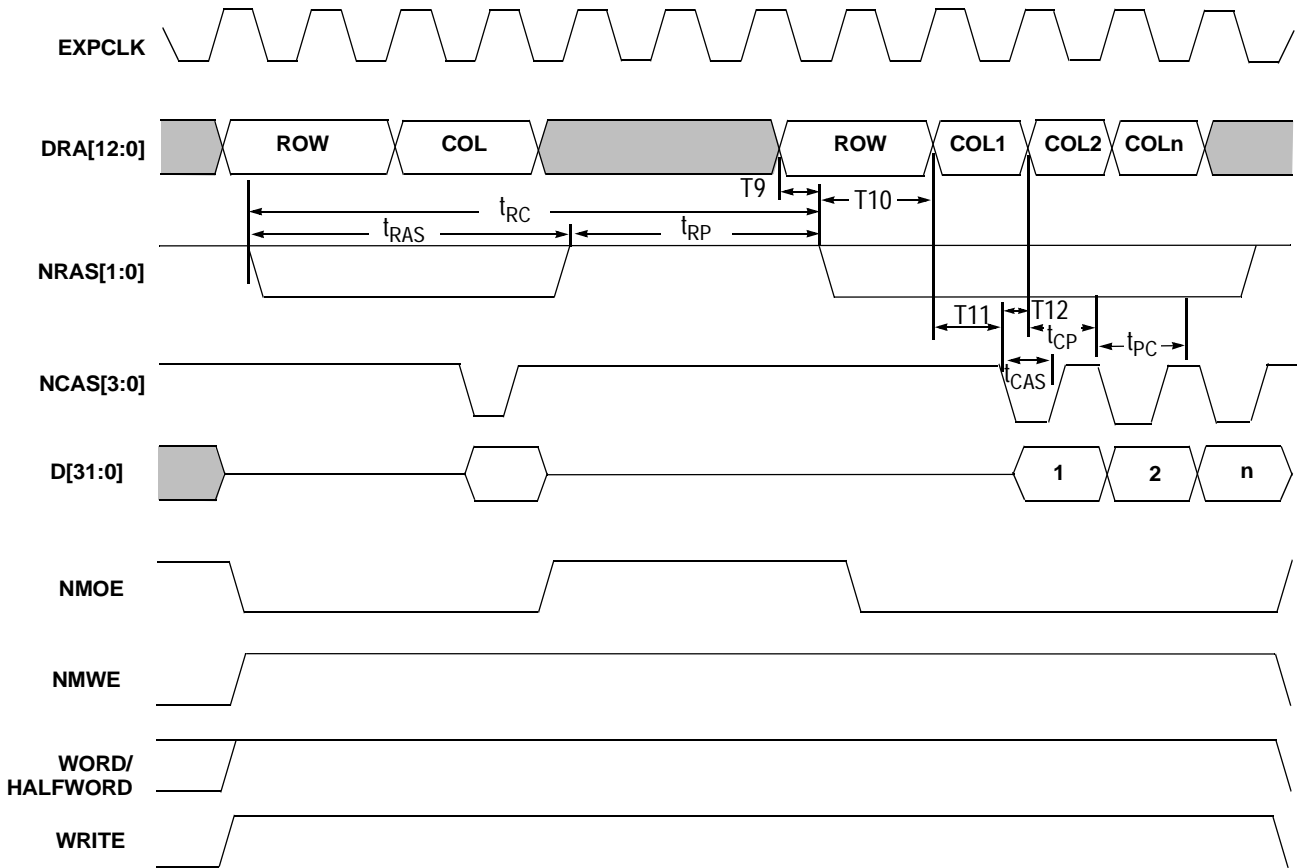 EXPCLK
DRA[12:0]
ROW
COL
ROW
COL1
COL2
COLn
T9
T10
tRC
tRAS
tRP
NRAS[1:0]
T11
T12
tCP
tPC
tCAS
NCAS[3:0]
D[31:0]
1
2
n
NMOE
NMWE
WORD/
HALFWORD
WRITE